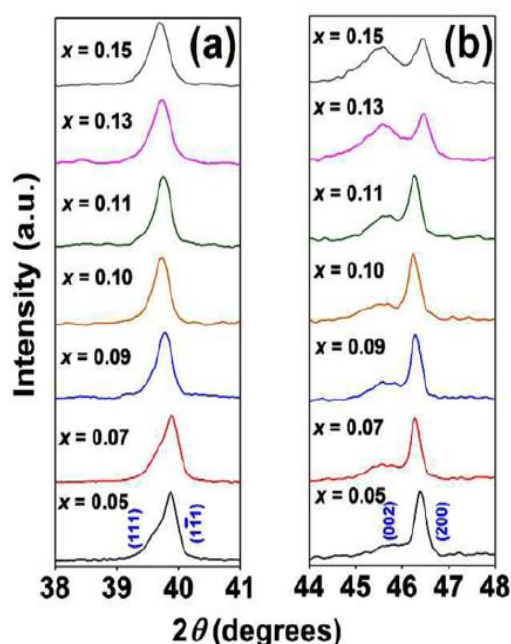 (a)
x = 0.15
x = 0.13
x = 0.11
x = 0.10
x = 0.09
x = 0.07
x = 0.05
(111)
(11̄1)
38 39 40 41
(b)
x = 0.15
x = 0.13
x = 0.11
x = 0.10
x = 0.09
x = 0.07
x = 0.05
(002)
(200)
44 45 46 47 48
Intensity (a.u.)
2θ (degrees)